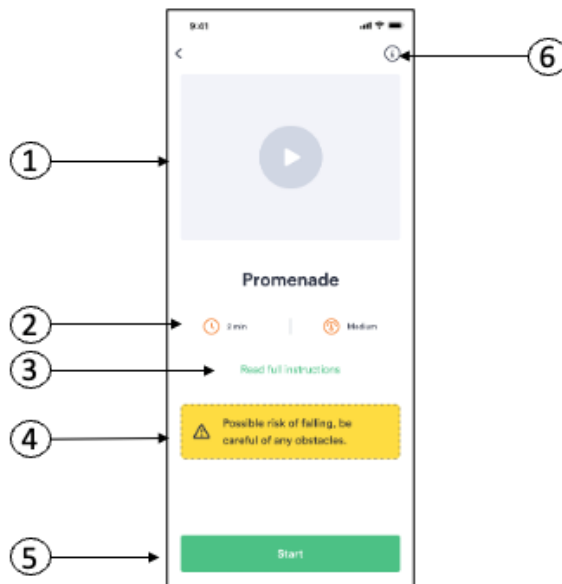 9:41
6
1
Promenade
2
2 min
Medium
3
Read full instructions
4
Possible risk of falling, be
careful of any obstacles.
5
Start